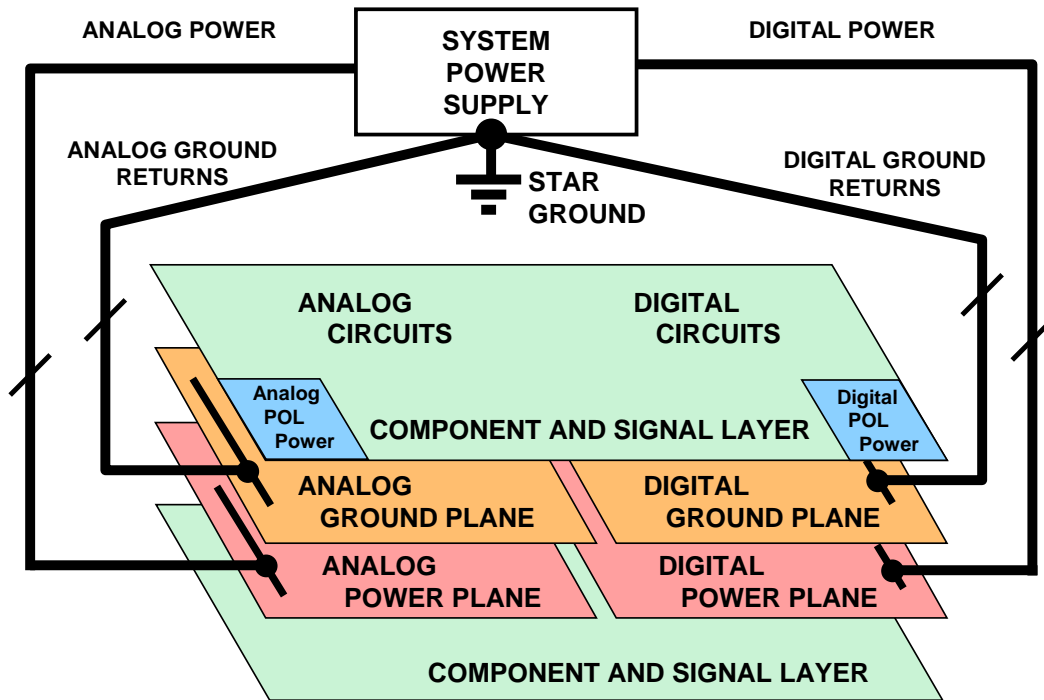 ANALOG POWER
SYSTEM
POWER
SUPPLY
DIGITAL POWER
ANALOG GROUND
RETURNS
STAR
GROUND
DIGITAL GROUND
RETURNS
ANALOG
CIRCUITS
DIGITAL
CIRCUITS
Analog
POL
Power
Digital
POL
Power
COMPONENT AND SIGNAL LAYER
ANALOG
GROUND PLANE
DIGITAL
GROUND PLANE
ANALOG
POWER PLANE
DIGITAL
POWER PLANE
COMPONENT AND SIGNAL LAYER